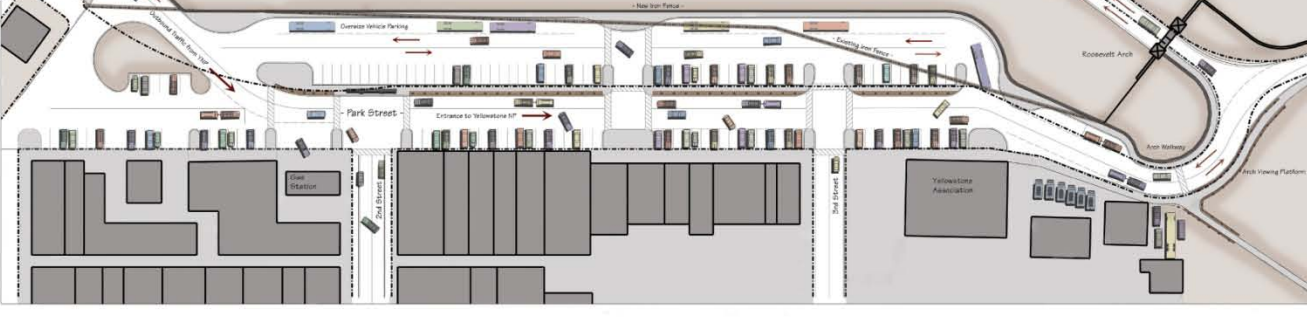 - New Iron Fence -
Outbound Traffic from YNP
Oversize Vehicle Parking
- Existing Iron Fence -
Roosevelt Arch
Park Street
Entrance to Yellowstone NP
Arch Walkway
Arch Viewing Platform
Gas
Station
2nd Street
3rd Street
Yellowstone
Association